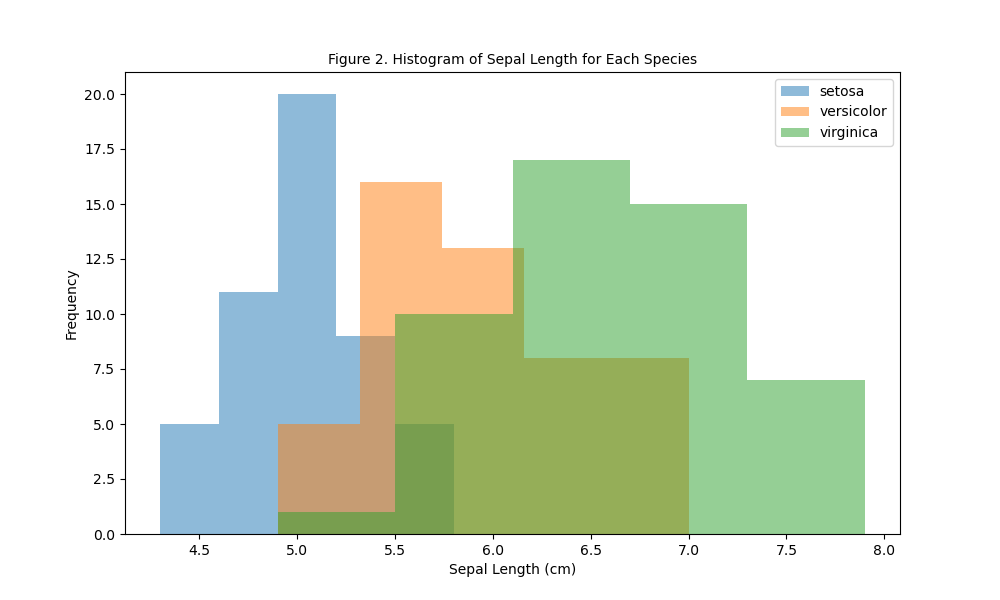 Figure 2. Histogram of Sepal Length for Each Species
setosa
versicolor
virginica
20.0
17.5
15.0
12.5
10.0
7.5
5.0
2.5
0.0
Frequency
4.5 5.0 5.5 6.0 6.5 7.0 7.5 8.0
Sepal Length (cm)